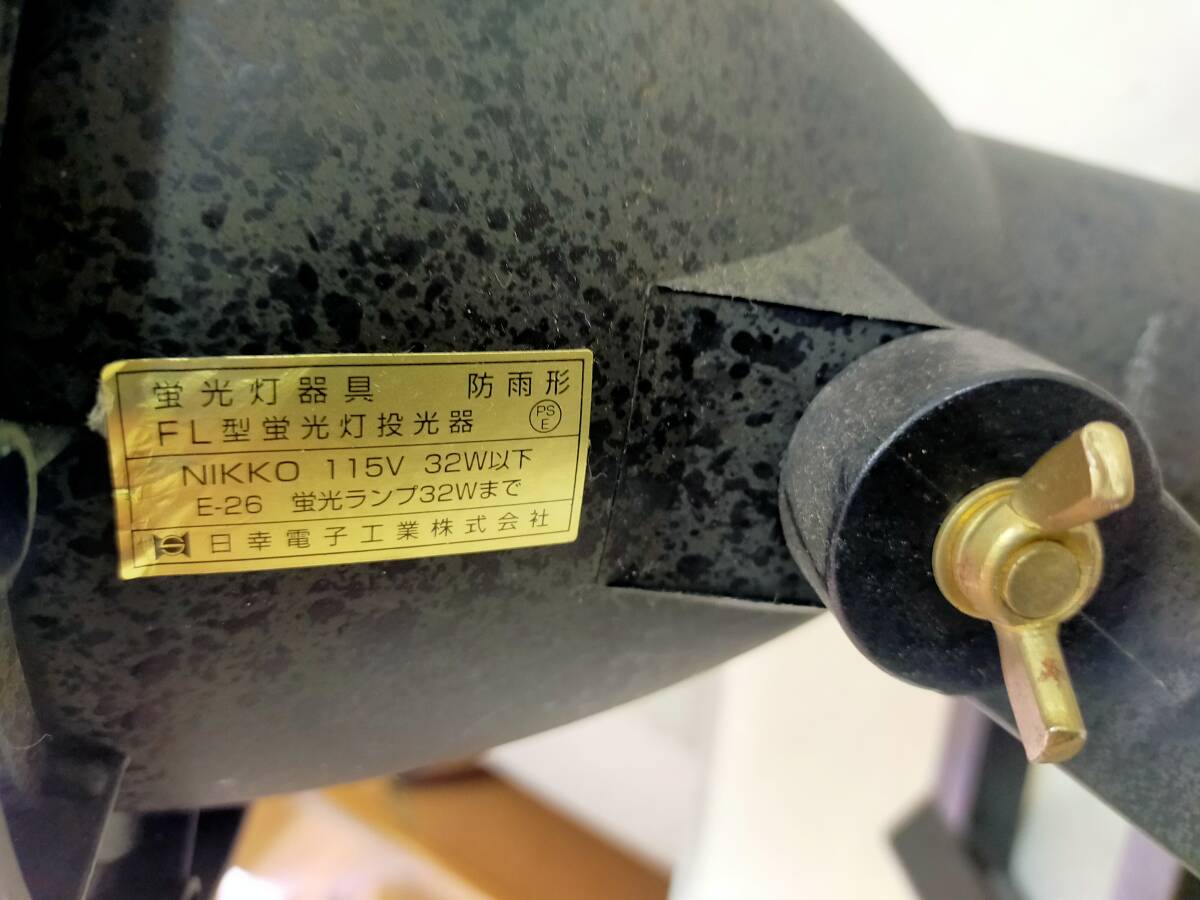 蛍光灯器具 防雨形
FL型蛍光灯投光器 PS E
NIKKO 115V 32W以下
E-26 蛍光ランプ32Wまで
日幸電子工業株式会社